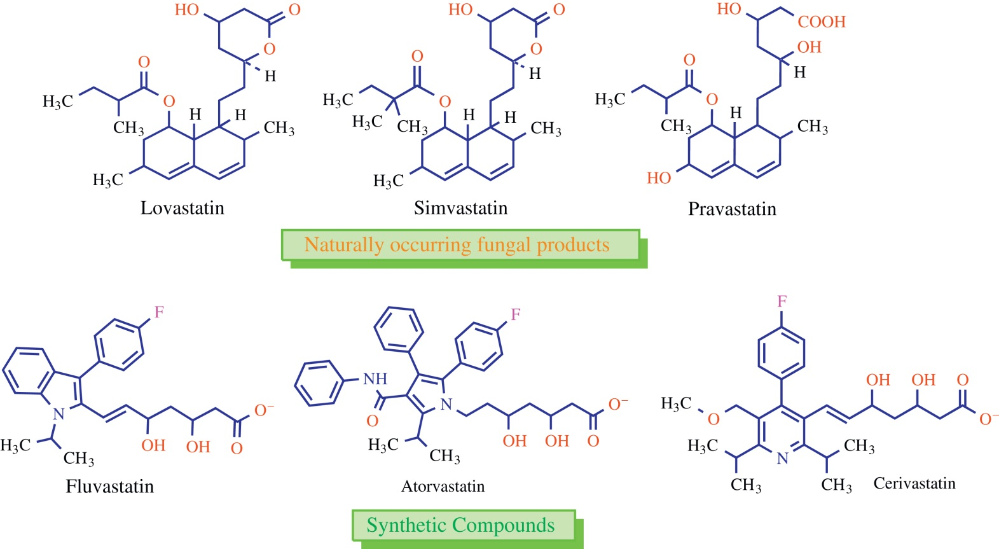 HO
O
O
H
O
H₃C
O
CH₃
H
H
CH₃
H₃C
Lovastatin
HO
O
O
H
O
H₃C
O
H₃C
CH₃
H
H
CH₃
H₃C
Simvastatin
HO
COOH
OH
H
O
H₃C
O
CH₃
H
CH₃
HO
Pravastatin
Naturally occurring fungal products
F
N
O⁻
H₃C
CH₃
OH
OH
O
Fluvastatin
F
NH
O
N
O⁻
H₃C
CH₃
OH
OH
O
Atorvastatin
F
OH
OH
O
H₃C
O
O⁻
H₃C
N
CH₃
CH₃
CH₃
Cerivastatin
Synthetic Compounds